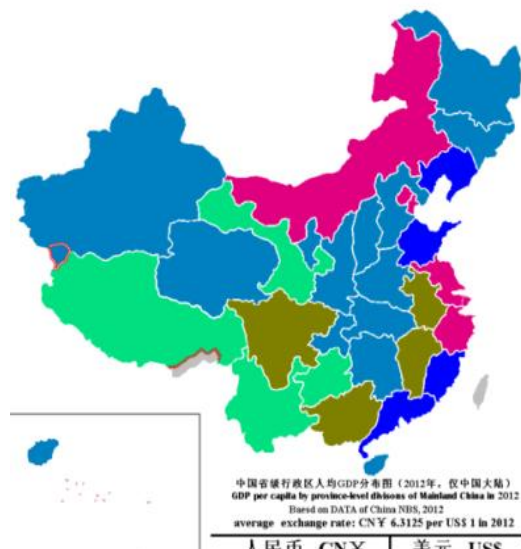 中国省级行政区人均GDP分布图（2012年，仅中国大陆）
GDP per capita by province-level divisons of Mainland China in 2012
Based on DATA of China NBS, 2012
average exchange rate: CN¥ 6.3125 per US$ 1 in 2012
人民币 CN¥ 美元 US$